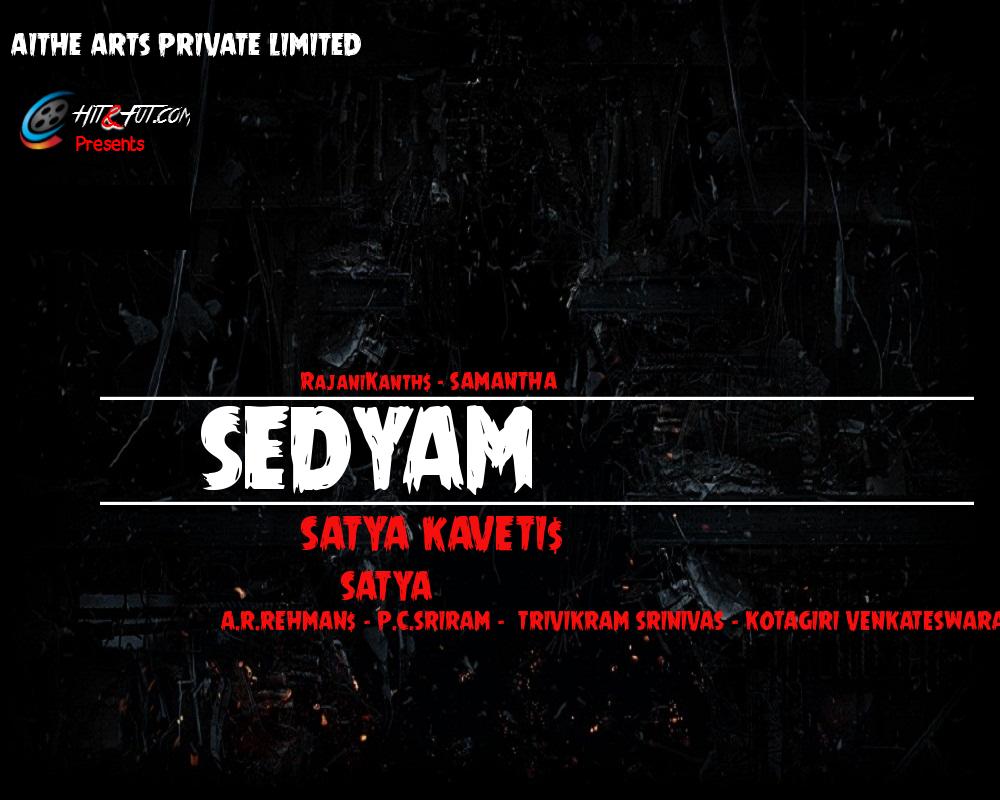 AITHE ARTS PRIVATE LIMITED
HIT&FUT.COM
Presents
RAJANIKANTH$ - SAMANTHA
SEDYAM
SATYA KAVETI$
SATYA
A.R.REHMAN$ - P.C.SRIRAM - TRIVIKRAM SRINIVAS - KOTAGIRI VENKATESWARA